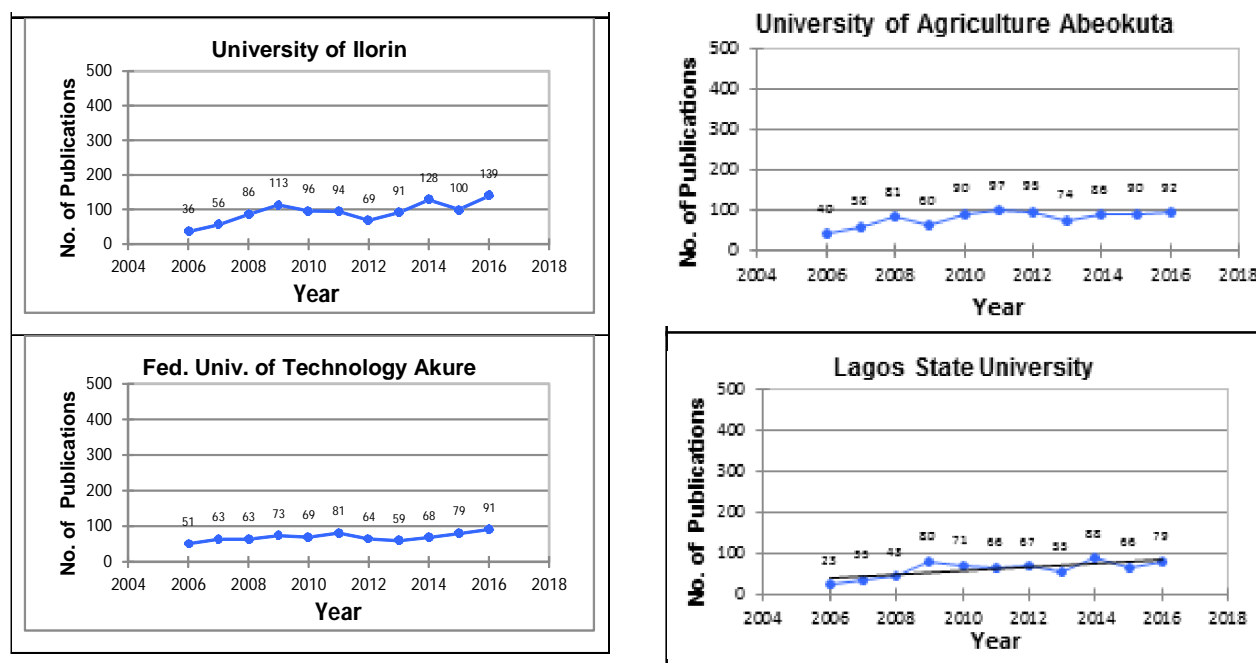 University of Ilorin
No. of Publications
500
400
300
200
100
0
36 56 86 113 96 94 69 91 128 100 139
2004 2006 2008 2010 2012 2014 2016 2018
Year
University of Agriculture Abeokuta
No. of Publications
500
400
300
200
100
0
40 81 60 90 97 74 90 92
2004 2006 2008 2010 2012 2014 2016 2018
Year
Fed. Univ. of Technology Akure
No. of Publications
500
400
300
200
100
0
51 63 63 73 69 81 64 59 68 79 91
2004 2006 2008 2010 2012 2014 2016 2018
Year
Lagos State University
No. of Publications
500
400
300
200
100
0
80 71 66 67 88 66 79
2004 2006 2008 2010 2012 2014 2016 2018
Year